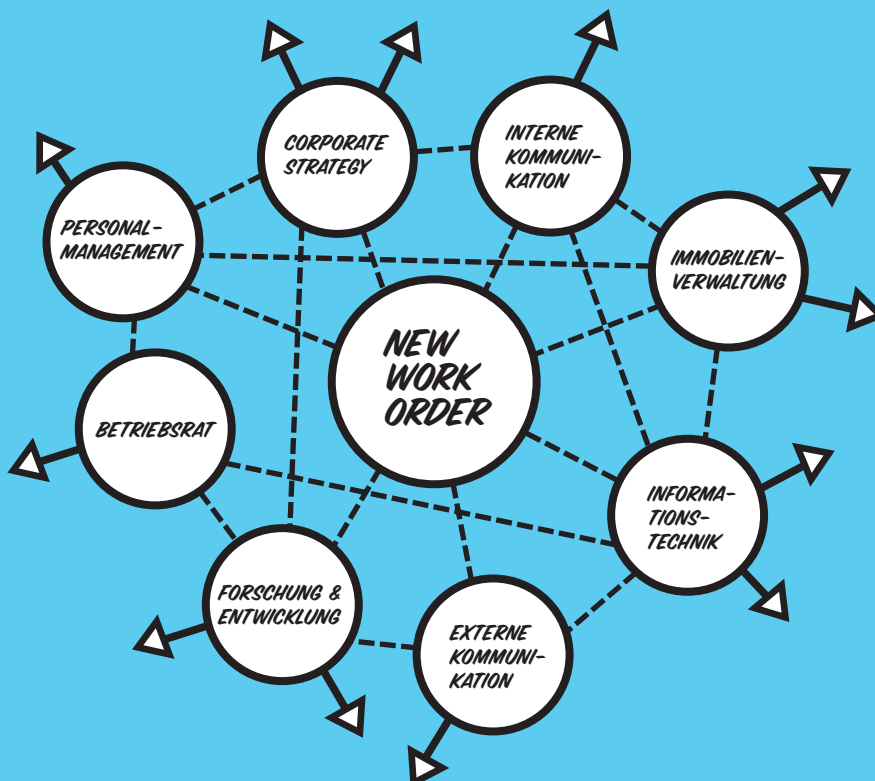 CORPORATE
STRATEGY
INTERNE
KOMMUNI-
KATION
PERSONAL-
MANAGEMENT
IMMOBILIEN-
VERWALTUNG
NEW
WORK
ORDER
BETRIEBSRAT
INFORMA-
TIONS-
TECHNIK
FORSCHUNG &
ENTWICKLUNG
EXTERNE
KOMMUNI-
KATION